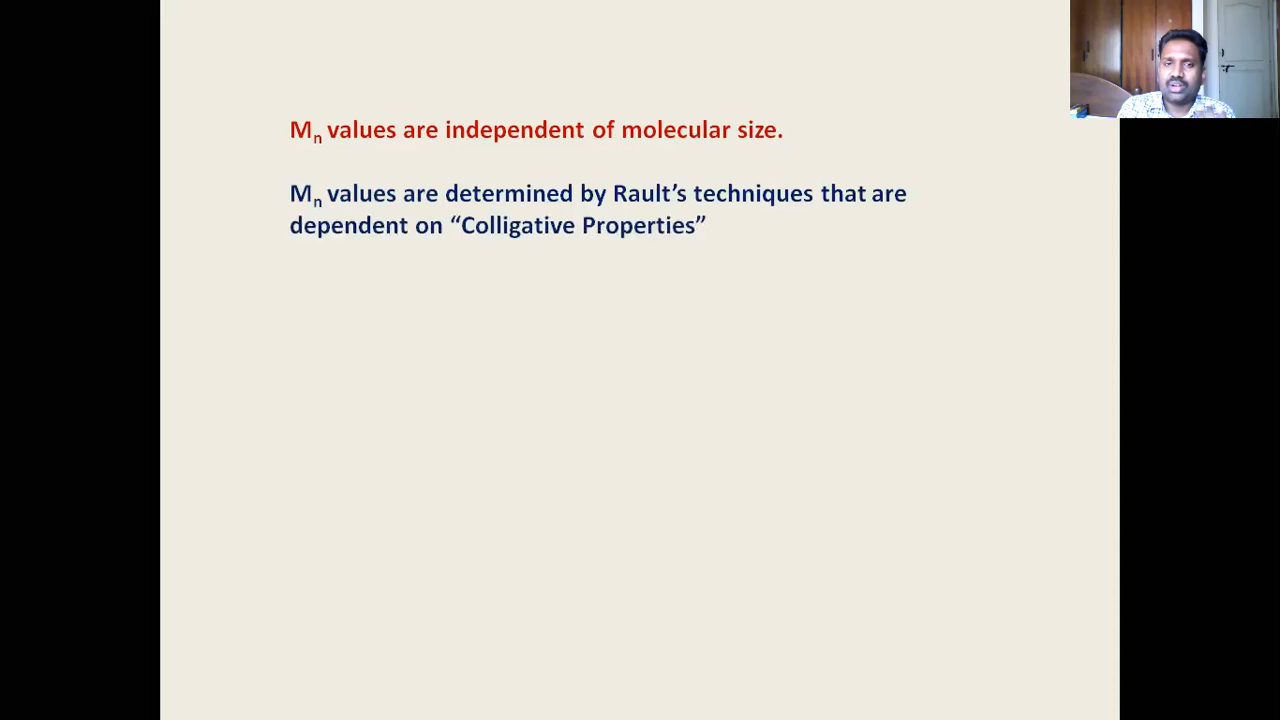 Mn values are independent of molecular size.
Mn values are determined by Rault’s techniques that are
dependent on “Colligative Properties”